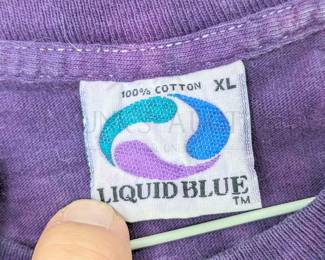 100% COTTON XL
LIQUID BLUE
TM